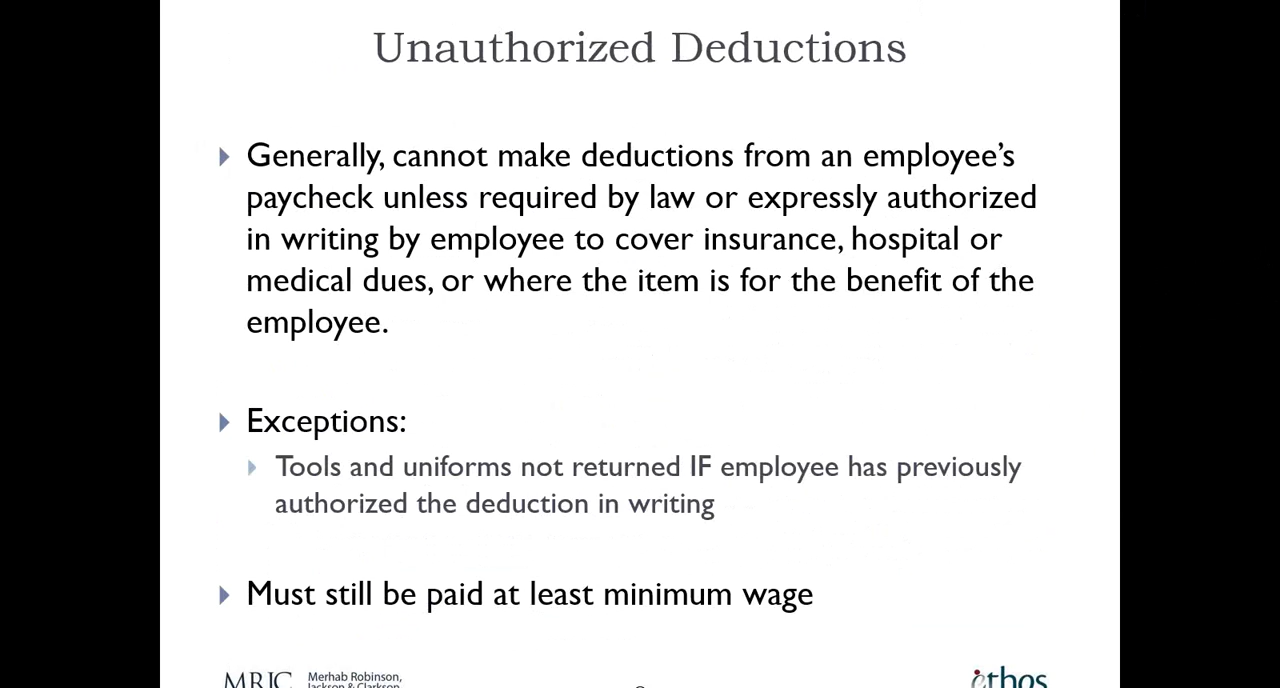 Unauthorized Deductions
Generally, cannot make deductions from an employee’s
paycheck unless required by law or expressly authorized
in writing by employee to cover insurance, hospital or
medical dues, or where the item is for the benefit of the
employee.
Exceptions:
Tools and uniforms not returned IF employee has previously
authorized the deduction in writing
Must still be paid at least minimum wage
MRJC
Merhab Robinson,
Jackson & Clarkson
ethos